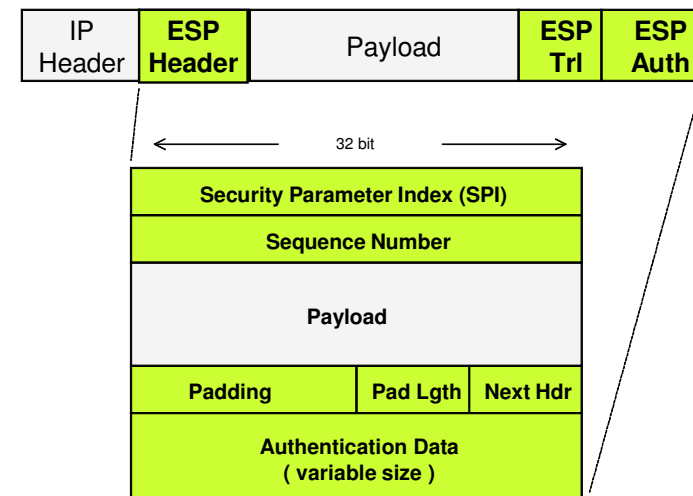 IP Header
ESP Header
Payload
ESP Trl
ESP Auth
32 bit
Security Parameter Index (SPI)
Sequence Number
Payload
Padding
Pad Lgth
Next Hdr
Authentication Data
( variable size )